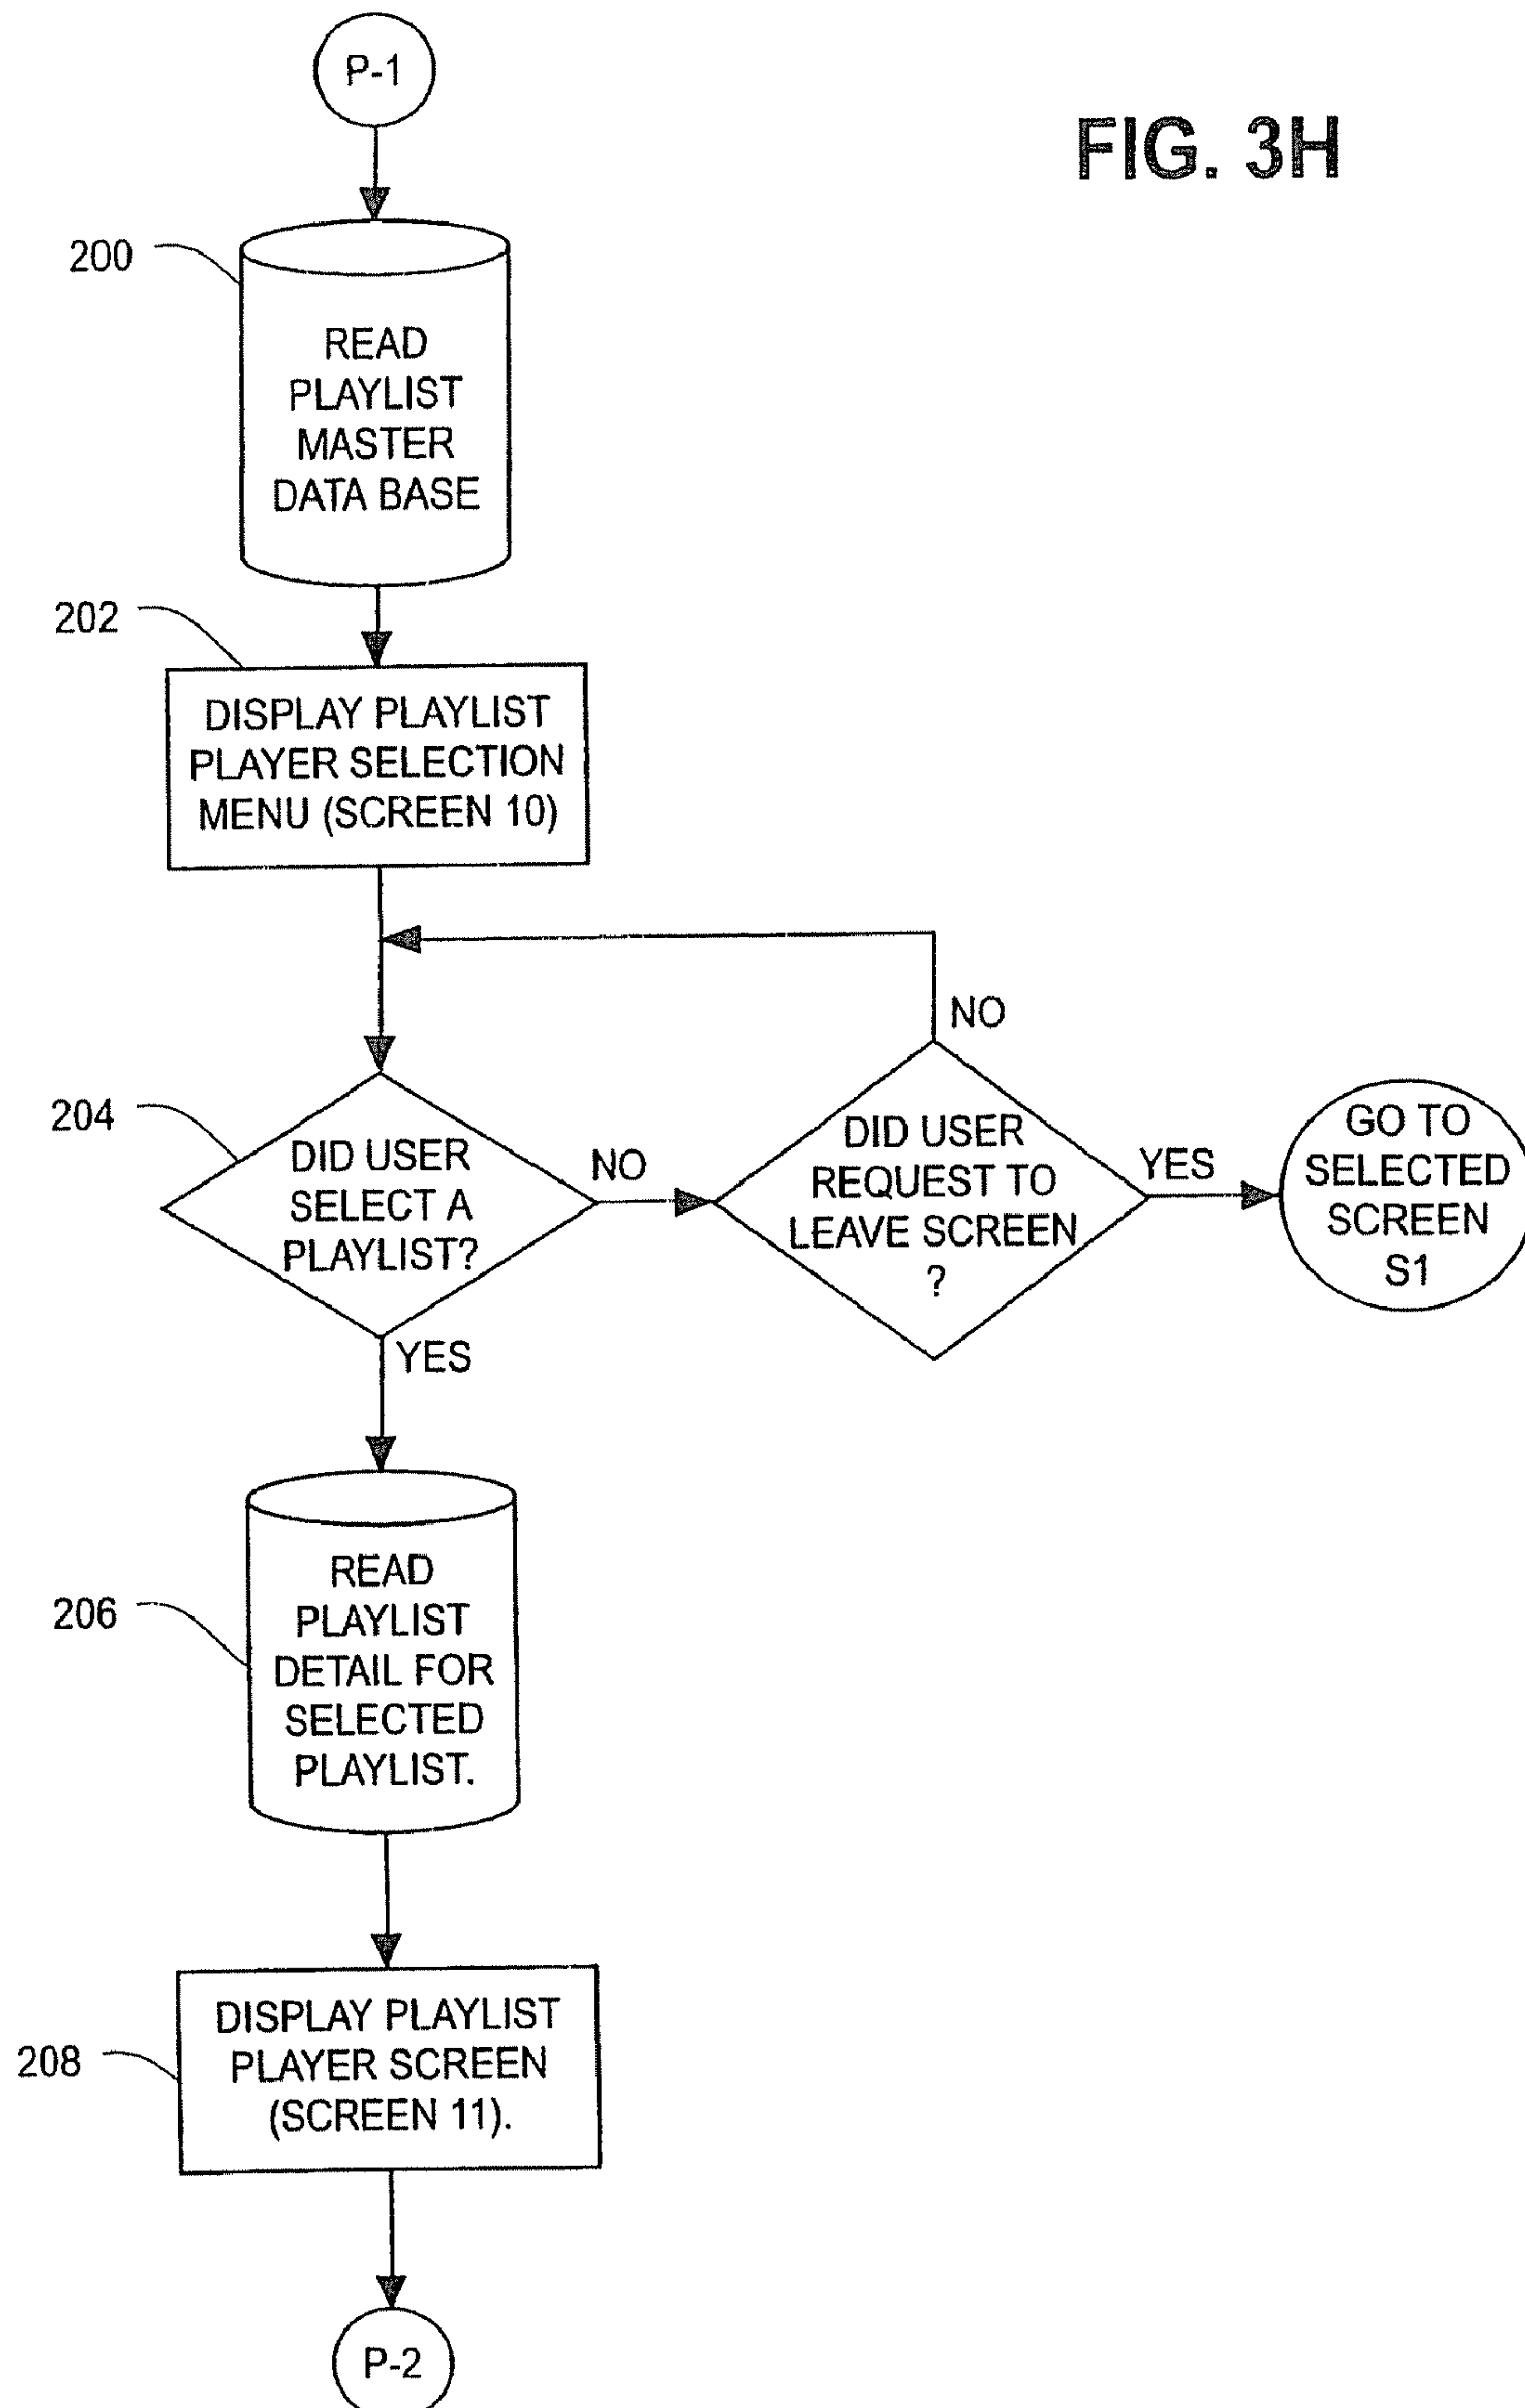 P-1
FIG. 3H
200
READ
PLAYLIST
MASTER
DATA BASE
202
DISPLAY PLAYLIST
PLAYER SELECTION
MENU (SCREEN 10)
NO
204
DID USER
SELECT A
PLAYLIST?
NO
DID USER
REQUEST TO
LEAVE SCREEN
?
YES
GO TO
SELECTED
SCREEN
S1
YES
206
READ
PLAYLIST
DETAIL FOR
SELECTED
PLAYLIST.
208
DISPLAY PLAYLIST
PLAYER SCREEN
(SCREEN 11).
P-2